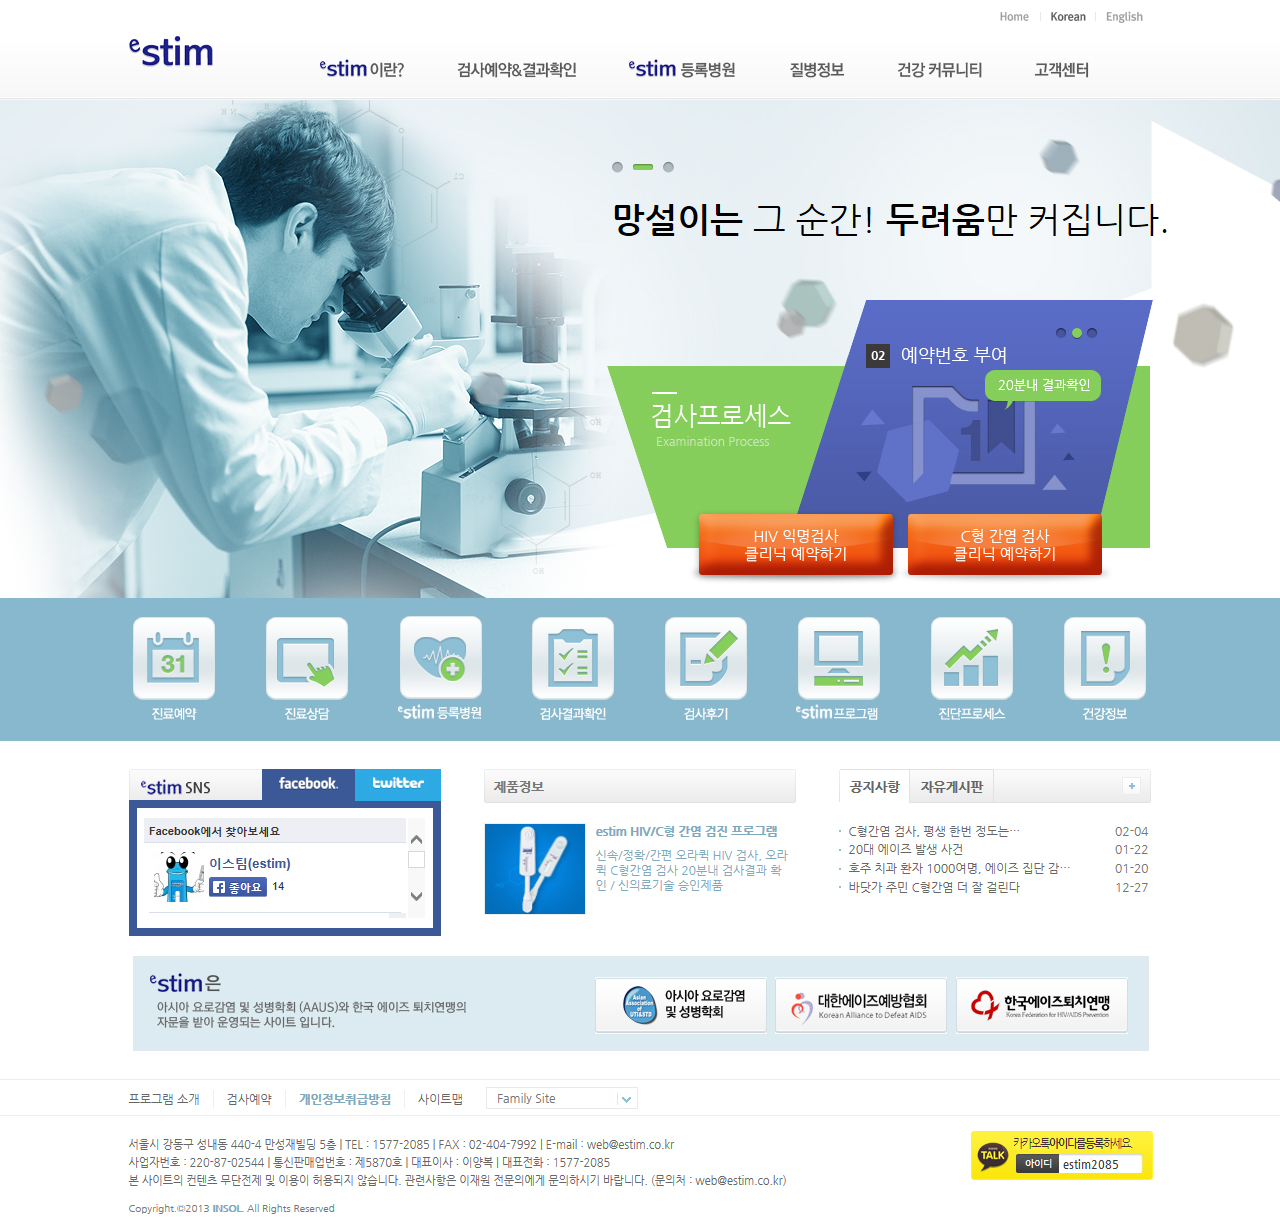 Home Korean English
estim
estim 이란? 검사예약&결과확인 estim 등록병원 질병정보 건강 커뮤니티 고객센터
망설이는 그 순간! 두려움만 커집니다.
02 예약번호 부여
20분내 결과확인
검사프로세스
Examination Process
1
HIV 익명검사
클리닉 예약하기
C형 간염 검사
클리닉 예약하기
31
진료예약 진료상담 estim 등록병원 검사결과확인 검사후기 estim 프로그램 진단프로세스 건강정보
estim SNS facebook. twitter
Facebook에서 찾아보세요
이스팀(estim)
좋아요 14
제품정보
estim HIV/C형 간염 검진 프로그램
신속/정확/간편 오라퀵 HIV 검사, 오라
퀵 C형간염 검사 20분내 검사결과 확
인 / 신의료기술 승인제품
공지사항 자유게시판
C형간염 검사, 평생 한번 정도는… 02-04
20대 에이즈 발생 사건 01-22
호주 치과 환자 1000여명, 에이즈 집단 감… 01-20
바닷가 주민 C형간염 더 잘 걸린다 12-27
estim은
아시아 요로감염 및 성병학회 (AAUS)와 한국 에이즈 퇴치연맹의
자문을 받아 운영되는 사이트 입니다.
Asian Association of UTI&STD
아시아 요로감염
및 성병학회
대한에이즈예방협회
Korean Alliance to Defeat AIDS
한국에이즈퇴치연맹
Korea Federation for HIV/AIDS Prevention
프로그램 소개 검사예약 개인정보취급방침 사이트맵 Family Site
서울시 강동구 성내동 440-4 만성재빌딩 5층 | TEL : 1577-2085 | FAX : 02-404-7992 | E-mail : web@estim.co.kr
사업자번호 : 220-87-02544 | 통신판매업번호 : 제5870호 | 대표이사 : 이양복 | 대표전화 : 1577-2085
본 사이트의 컨텐츠 무단전제 및 이용이 허용되지 않습니다. 관련사항은 이재원 전문의에게 문의하시기 바랍니다. (문의처 : web@estim.co.kr)
Copyright.©2013 INSOL. All Rights Reserved
TALK
카카오톡아이디를등록하세요.
아이디 estim2085